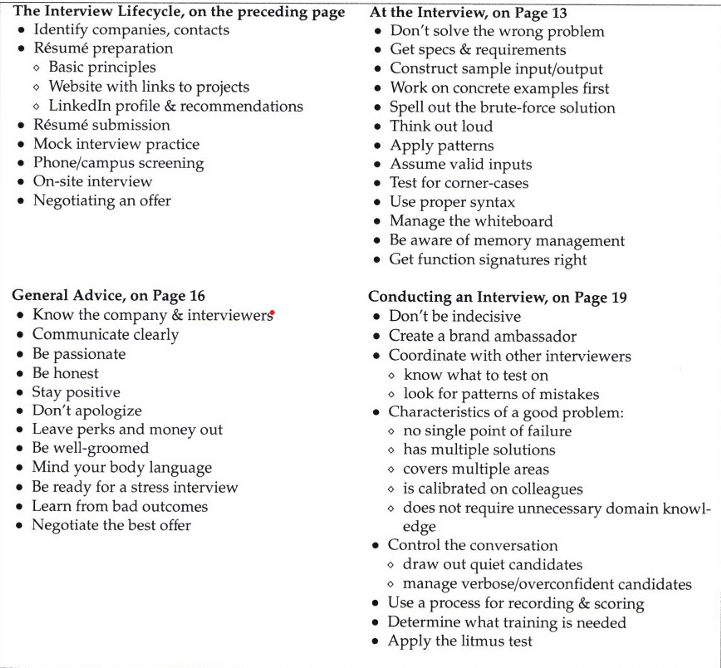 The Interview Lifecycle, on the preceding page
• Identify companies, contacts
• Résumé preparation
⋄ Basic principles
⋄ Website with links to projects
⋄ LinkedIn profile & recommendations
• Résumé submission
• Mock interview practice
• Phone/campus screening
• On-site interview
• Negotiating an offer
At the Interview, on Page 13
• Don't solve the wrong problem
• Get specs & requirements
• Construct sample input/output
• Work on concrete examples first
• Spell out the brute-force solution
• Think out loud
• Apply patterns
• Assume valid inputs
• Test for corner-cases
• Use proper syntax
• Manage the whiteboard
• Be aware of memory management
• Get function signatures right
General Advice, on Page 16
• Know the company & interviewers
• Communicate clearly
• Be passionate
• Be honest
• Stay positive
• Don't apologize
• Leave perks and money out
• Be well-groomed
• Mind your body language
• Be ready for a stress interview
• Learn from bad outcomes
• Negotiate the best offer
Conducting an Interview, on Page 19
• Don't be indecisive
• Create a brand ambassador
• Coordinate with other interviewers
⋄ know what to test on
⋄ look for patterns of mistakes
• Characteristics of a good problem:
⋄ no single point of failure
⋄ has multiple solutions
⋄ covers multiple areas
⋄ is calibrated on colleagues
⋄ does not require unnecessary domain knowl-
edge
• Control the conversation
⋄ draw out quiet candidates
⋄ manage verbose/overconfident candidates
• Use a process for recording & scoring
• Determine what training is needed
• Apply the litmus test